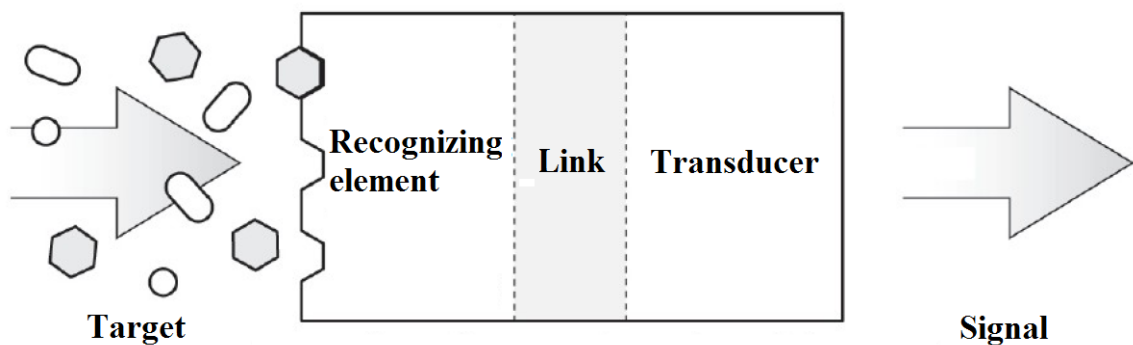 Recognizing
element
Link
Transducer
Target
Signal